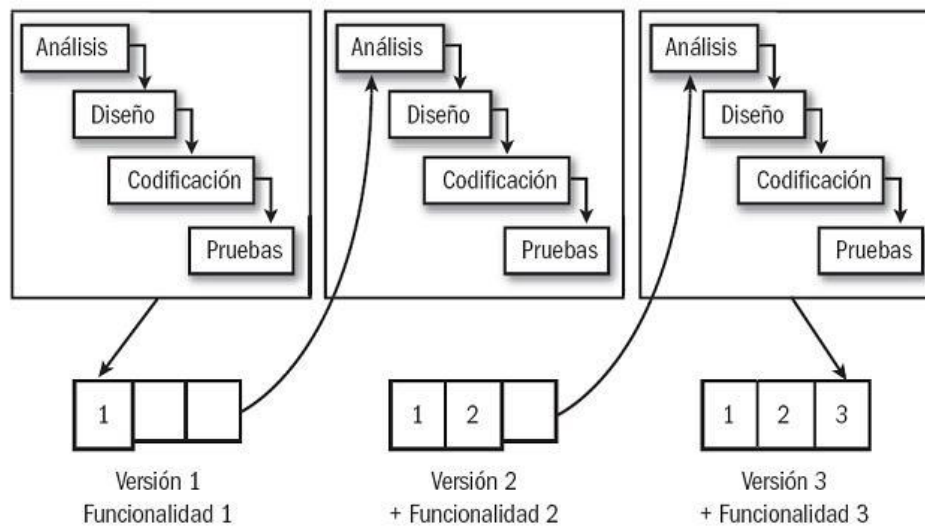 Análisis
Diseño
Codificación
Pruebas
Análisis
Diseño
Codificación
Pruebas
Análisis
Diseño
Codificación
Pruebas
1
1 2
1 2 3
Versión 1
Funcionalidad 1
Versión 2
+ Funcionalidad 2
Versión 3
+ Funcionalidad 3